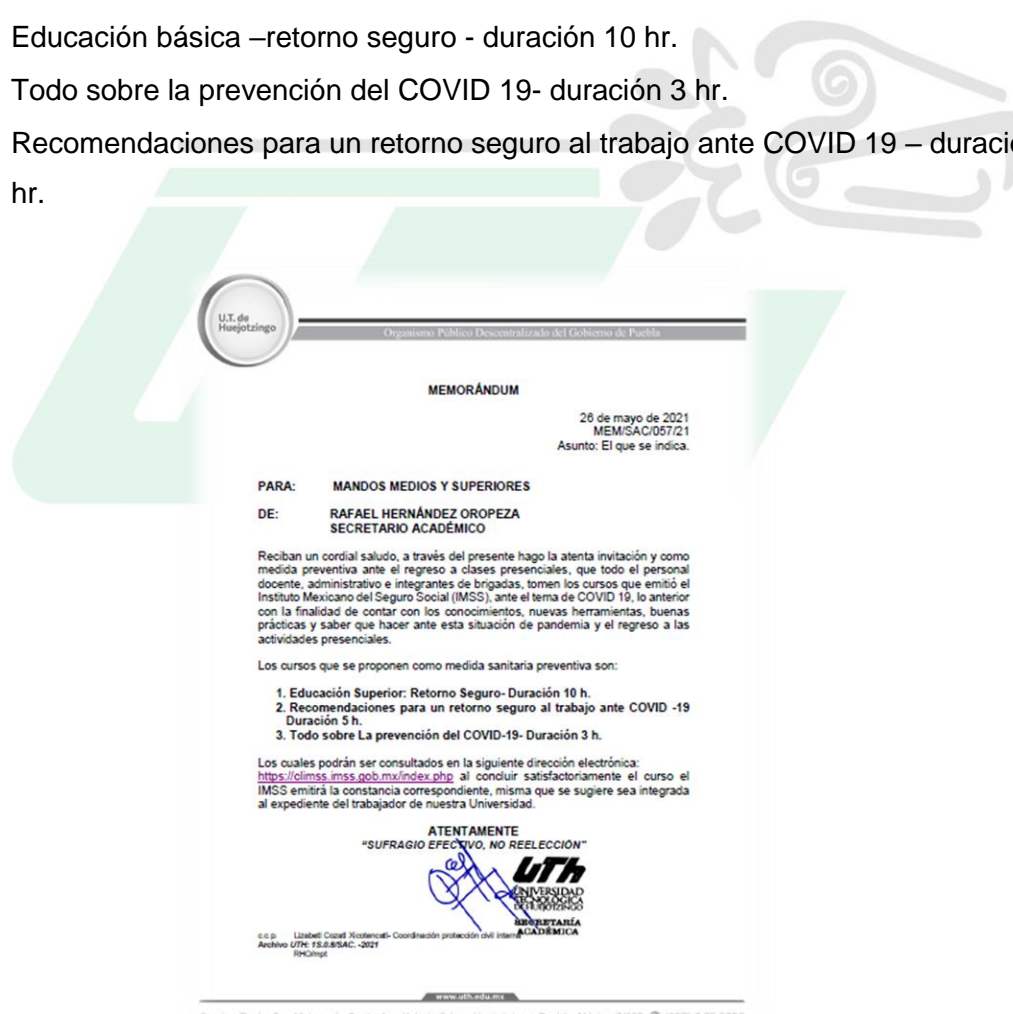 Educación básica –retorno seguro - duración 10 hr.
Todo sobre la prevención del COVID 19- duración 3 hr.
Recomendaciones para un retorno seguro al trabajo ante COVID 19 – duraci
hr.
U.T. de
Huejotzingo
Organismo Público Descentralizado del Gobierno de Puebla
MEMORÁNDUM
26 de mayo de 2021
MEM/SAC/057/21
Asunto: El que se indica.
PARA: MANDOS MEDIOS Y SUPERIORES
DE: RAFAEL HERNÁNDEZ OROPEZA
SECRETARIO ACADÉMICO
Reciban un cordial saludo, a través del presente hago la atenta invitación y como
medida preventiva ante el regreso a clases presenciales, que todo el personal
docente, administrativo e integrantes de brigadas, tomen los cursos que emitió el
Instituto Mexicano del Seguro Social (IMSS), ante el tema de COVID 19, lo anterior
con la finalidad de contar con los conocimientos, nuevas herramientas, buenas
prácticas y saber que hacer ante esta situación de pandemia y el regreso a las
actividades presenciales.
Los cursos que se proponen como medida sanitaria preventiva son:
1. Educación Superior: Retorno Seguro- Duración 10 h.
2. Recomendaciones para un retorno seguro al trabajo ante COVID -19
Duración 5 h.
3. Todo sobre La prevención del COVID-19- Duración 3 h.
Los cuales podrán ser consultados en la siguiente dirección electrónica:
https://climss.imss.gob.mx/index.php al concluir satisfactoriamente el curso el
IMSS emitirá la constancia correspondiente, misma que se sugiere sea integrada
al expediente del trabajador de nuestra Universidad.
ATENTAMENTE
"SUFRAGIO EFECTIVO, NO REELECCIÓN"
UTh
UNIVERSIDAD
TECNOLÓGICA
DE HUEJOTZINGO
SECRETARÍA
ACADÉMICA
c.c.p. Coordinación protección civil interna
Archivo UTH: -2021
www.uth.edu.mx